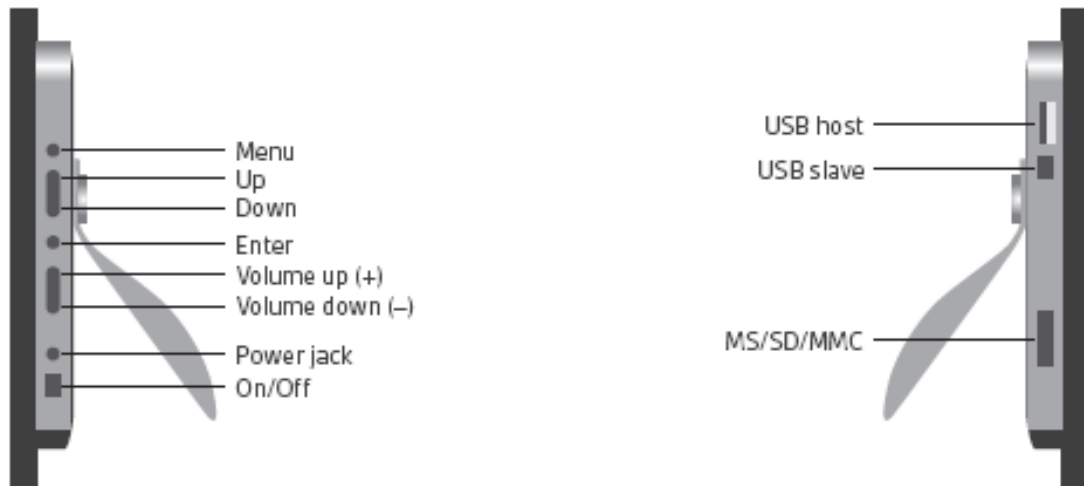 Menu
Up
Down
Enter
Volume up (+)
Volume down (–)
Power jack
On/Off
USB host
USB slave
MS/SD/MMC